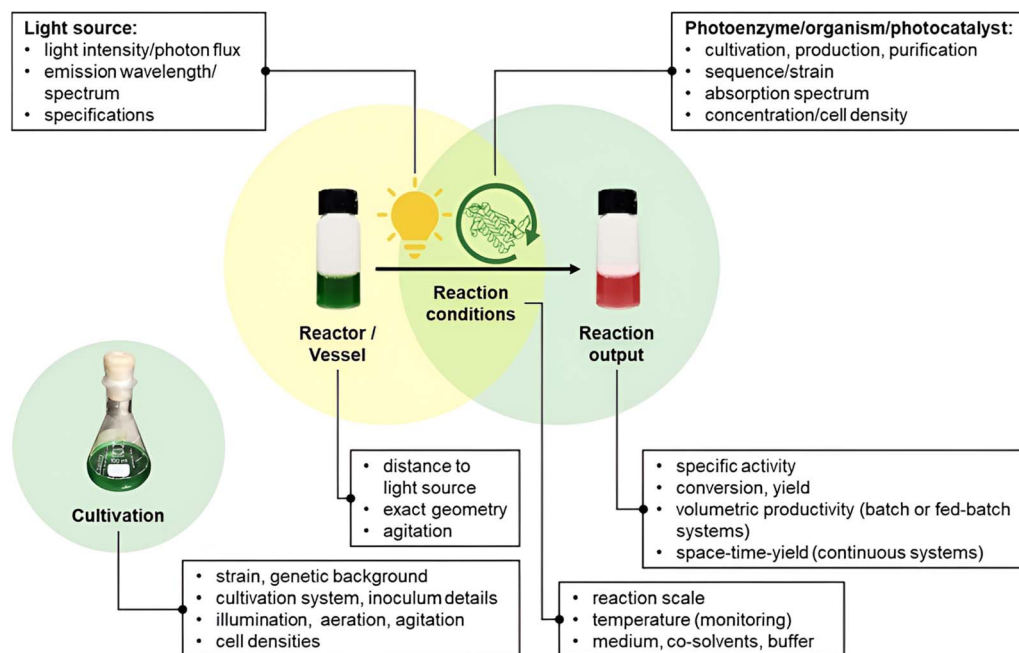 Light source:
• light intensity/photon flux
• emission wavelength/
spectrum
• specifications
Photoenzyme/organism/photocatalyst:
• cultivation, production, purification
• sequence/strain
• absorption spectrum
• concentration/cell density
Reactor /
Vessel
Reaction
conditions
Reaction
output
100 ml
Cultivation
• distance to
light source
• exact geometry
• agitation
• specific activity
• conversion, yield
• volumetric productivity (batch or fed-batch
systems)
• space-time-yield (continuous systems)
• strain, genetic background
• cultivation system, inoculum details
• illumination, aeration, agitation
• cell densities
• reaction scale
• temperature (monitoring)
• medium, co-solvents, buffer